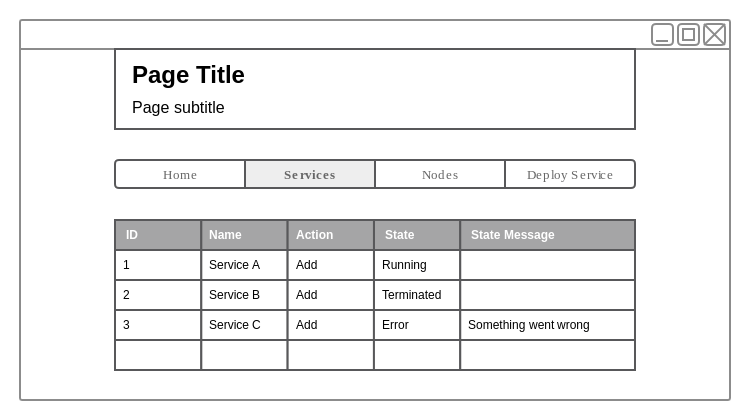 Page Title
Page subtitle
Home Services Nodes Deploy Service
ID Name Action State State Message
1 Service A Add Running
2 Service B Add Terminated
3 Service C Add Error Something went wrong